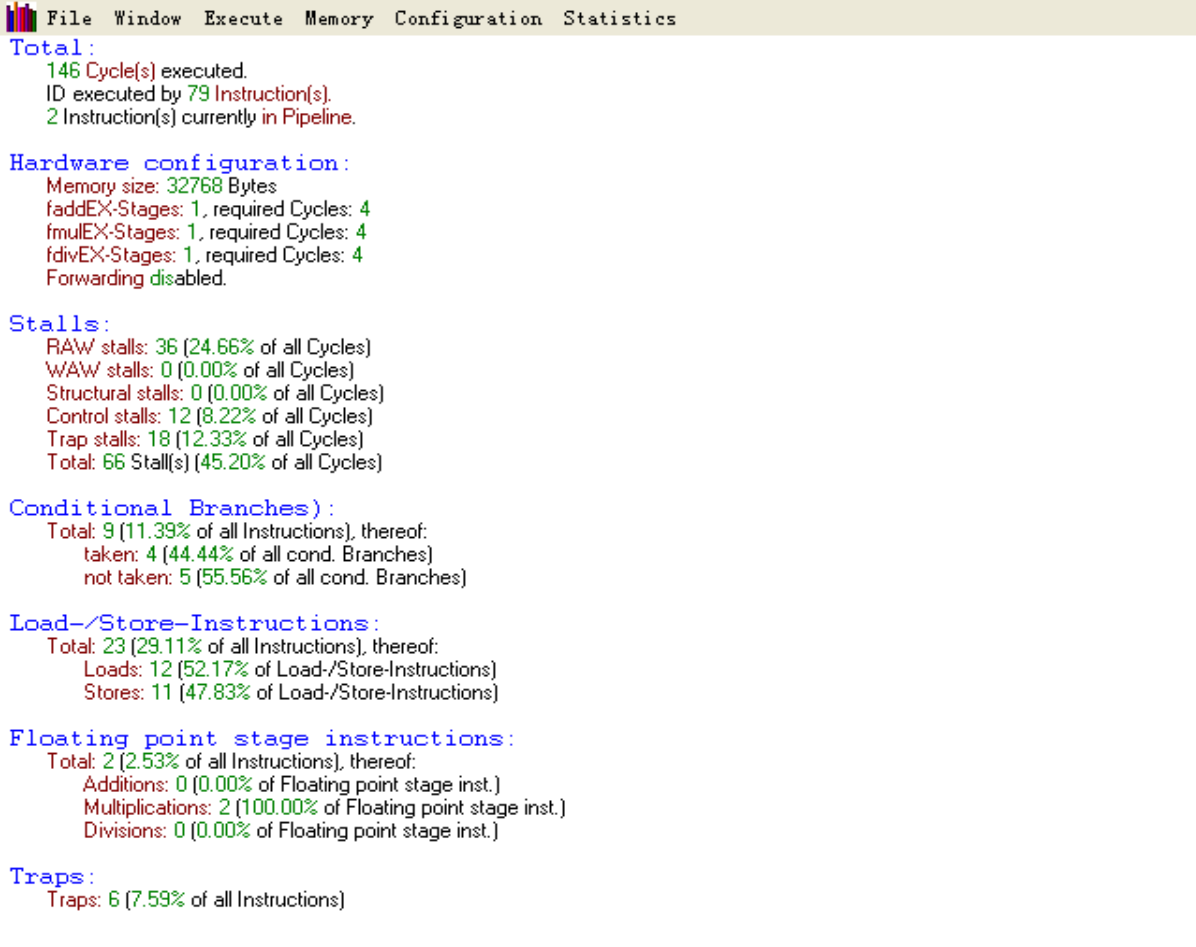 File Window Execute Memory Configuration Statistics
Total:
146 Cycle(s) executed.
ID executed by 79 Instruction(s).
2 Instruction(s) currently in Pipeline.
Hardware configuration:
Memory size: 32768 Bytes
faddEX-Stages: 1, required Cycles: 4
fmulEX-Stages: 1, required Cycles: 4
fdivEX-Stages: 1, required Cycles: 4
Forwarding disabled.
Stalls:
RAW stalls: 36 (24.66% of all Cycles)
WAW stalls: 0 (0.00% of all Cycles)
Structural stalls: 0 (0.00% of all Cycles)
Control stalls: 12 (8.22% of all Cycles)
Trap stalls: 18 (12.33% of all Cycles)
Total: 66 Stall(s) (45.20% of all Cycles)
Conditional Branches):
Total: 9 (11.39% of all Instructions), thereof:
taken: 4 (44.44% of all cond. Branches)
not taken: 5 (55.56% of all cond. Branches)
Load-/Store-Instructions:
Total: 23 (29.11% of all Instructions), thereof:
Loads: 12 (52.17% of Load-/Store-Instructions)
Stores: 11 (47.83% of Load-/Store-Instructions)
Floating point stage instructions:
Total: 2 (2.53% of all Instructions), thereof:
Additions: 0 (0.00% of Floating point stage inst.)
Multiplications: 2 (100.00% of Floating point stage inst.)
Divisions: 0 (0.00% of Floating point stage inst.)
Traps:
Traps: 6 (7.59% of all Instructions)